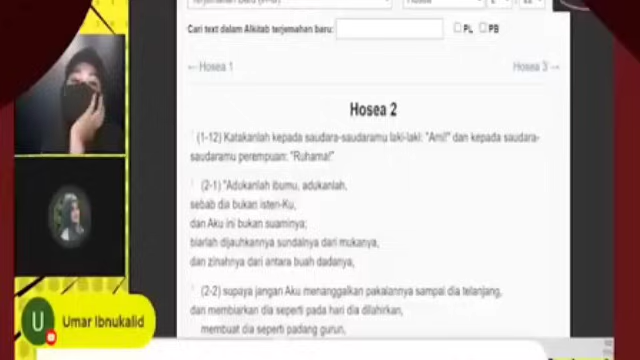 Cari text dalam Alkitab terjemahan baru: PL PB
← Hosea 1 Hosea 3 →
Hosea 2
(1-12) Katakanlah kepada saudara-saudaramu laki-laki: "Ami!" dan kepada saudara-
saudaramu perempuan: "Ruhama!"
(2-1) "Adukanlah ibumu, adukanlah,
sebab dia bukan isteri-Ku,
dan Aku ini bukan suaminya;
biarlah dijauhkannya sundalnya dari mukanya,
dan zinahnya dari antara buah dadanya,
(2-2) supaya jangan Aku menanggalkan pakaiannya sampai dia telanjang,
dan membiarkan dia seperti pada hari dia dilahirkan,
membuat dia seperti padang gurun,
U Umar Ibnukalid